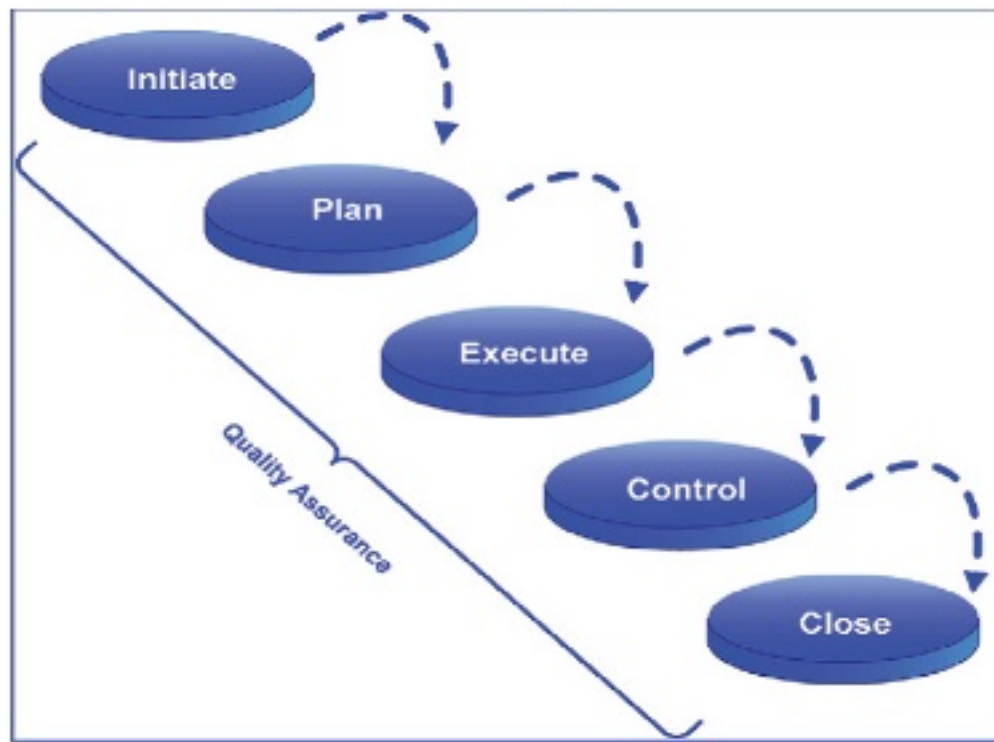 Initiate
Plan
Execute
Control
Close
Quality Assurance